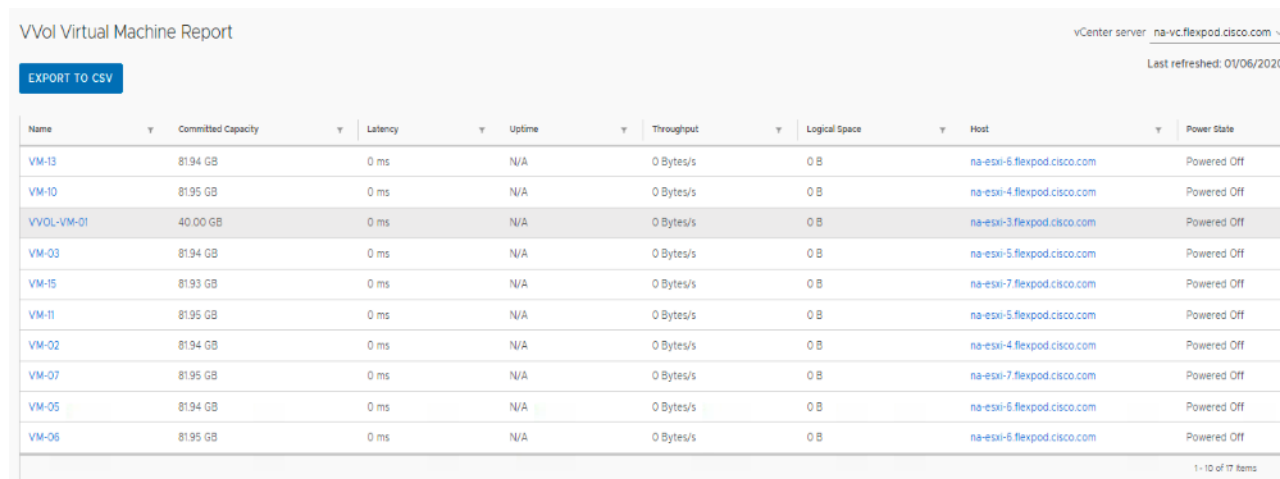 VVol Virtual Machine Report
vCenter server na-vc.flexpod.cisco.com
EXPORT TO CSV
Last refreshed: 01/06/2020
Name Committed Capacity Latency Uptime Throughput Logical Space Host Power State
VM-13 81.94 GB 0 ms N/A 0 Bytes/s 0 B na-esxi-6.flexpod.cisco.com Powered Off
VM-10 81.95 GB 0 ms N/A 0 Bytes/s 0 B na-esxi-4.flexpod.cisco.com Powered Off
VVOL-VM-01 40.00 GB 0 ms N/A 0 Bytes/s 0 B na-esxi-3.flexpod.cisco.com Powered Off
VM-03 81.94 GB 0 ms N/A 0 Bytes/s 0 B na-esxi-5.flexpod.cisco.com Powered Off
VM-15 81.93 GB 0 ms N/A 0 Bytes/s 0 B na-esxi-7.flexpod.cisco.com Powered Off
VM-11 81.95 GB 0 ms N/A 0 Bytes/s 0 B na-esxi-5.flexpod.cisco.com Powered Off
VM-02 81.94 GB 0 ms N/A 0 Bytes/s 0 B na-esxi-4.flexpod.cisco.com Powered Off
VM-07 81.95 GB 0 ms N/A 0 Bytes/s 0 B na-esxi-7.flexpod.cisco.com Powered Off
VM-05 81.94 GB 0 ms N/A 0 Bytes/s 0 B na-esxi-6.flexpod.cisco.com Powered Off
VM-06 81.95 GB 0 ms N/A 0 Bytes/s 0 B na-esxi-6.flexpod.cisco.com Powered Off
1 - 10 of 17 items